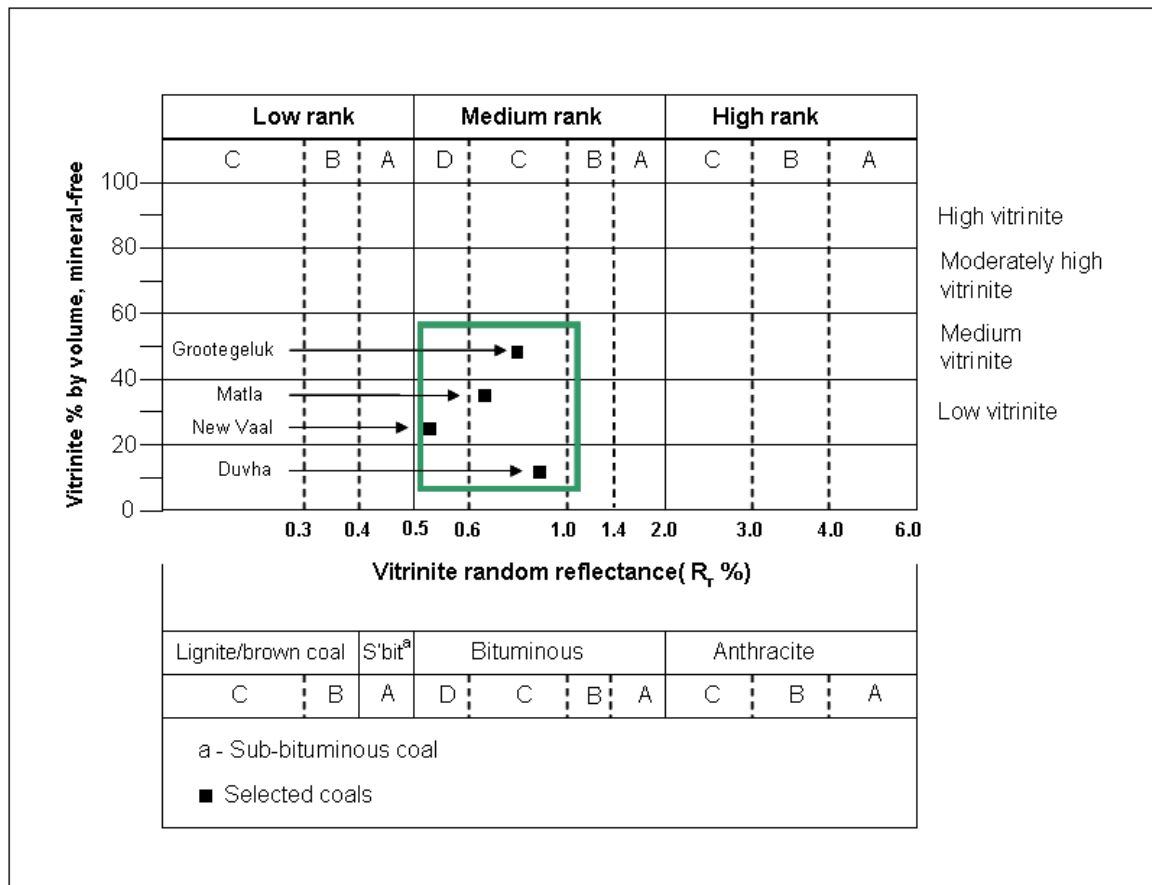 Low rank Medium rank High rank
C B A D C B A C B A
Vitrinite % by volume, mineral-free
100
80
60
40
20
0
High vitrinite
Moderately high
vitrinite
Medium
vitrinite
Low vitrinite
Grootegeluk
Matla
New Vaal
Duvha
0.3 0.4 0.5 0.6 1.0 1.4 2.0 3.0 4.0 6.0
Vitrinite random reflectance( Rr %)
Lignite/brown coal S'bita Bituminous Anthracite
C B A D C B A C B A
a - Sub-bituminous coal
Selected coals